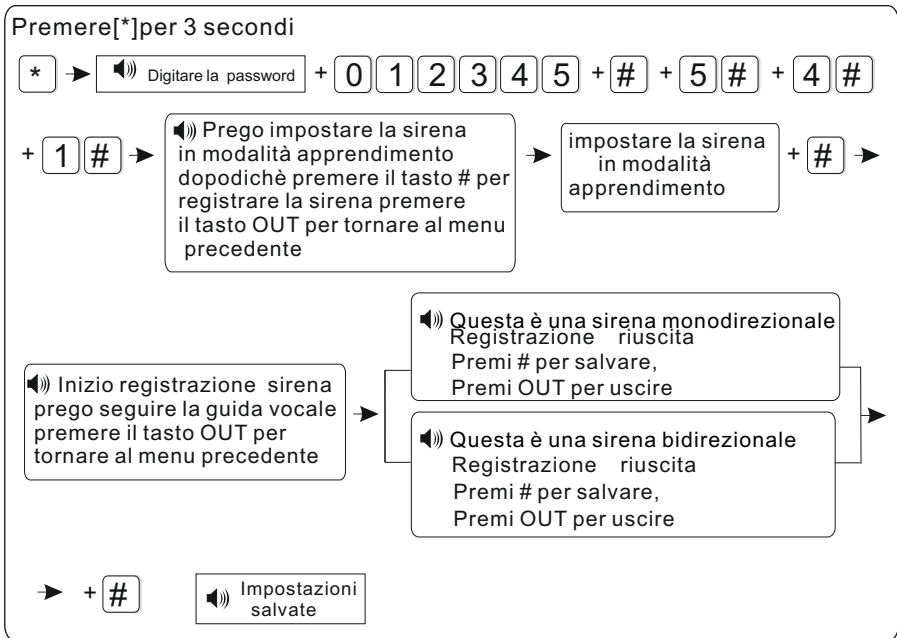 Premere[*]per 3 secondi
* Digitare la password + 0 1 2 3 4 5 + # + 5 # + 4 #
+ 1 #
Prego impostare la sirena
in modalità apprendimento
dopodichè premere il tasto # per
registrare la sirena premere
il tasto OUT per tornare al menu
precedente
impostare la sirena
in modalità
apprendimento
+ #
Inizio registrazione sirena
prego seguire la guida vocale
premere il tasto OUT per
tornare al menu precedente
Questa è una sirena monodirezionale
Registrazione riuscita
Premi # per salvare,
Premi OUT per uscire
Questa è una sirena bidirezionale
Registrazione riuscita
Premi # per salvare,
Premi OUT per uscire
+ #
Impostazioni
salvate